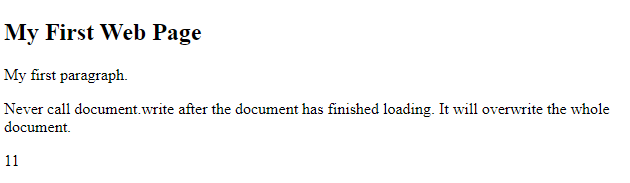 My First Web Page
My first paragraph.
Never call document.write after the document has finished loading. It will overwrite the whole
document.
11